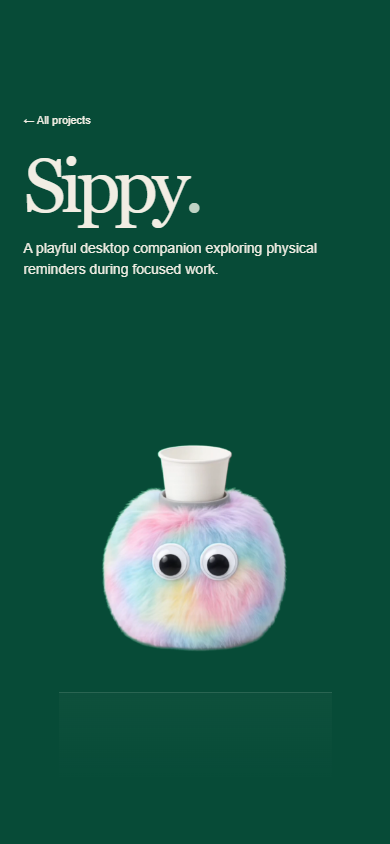 ← All projects
Sippy.
A playful desktop companion exploring physical
reminders during focused work.